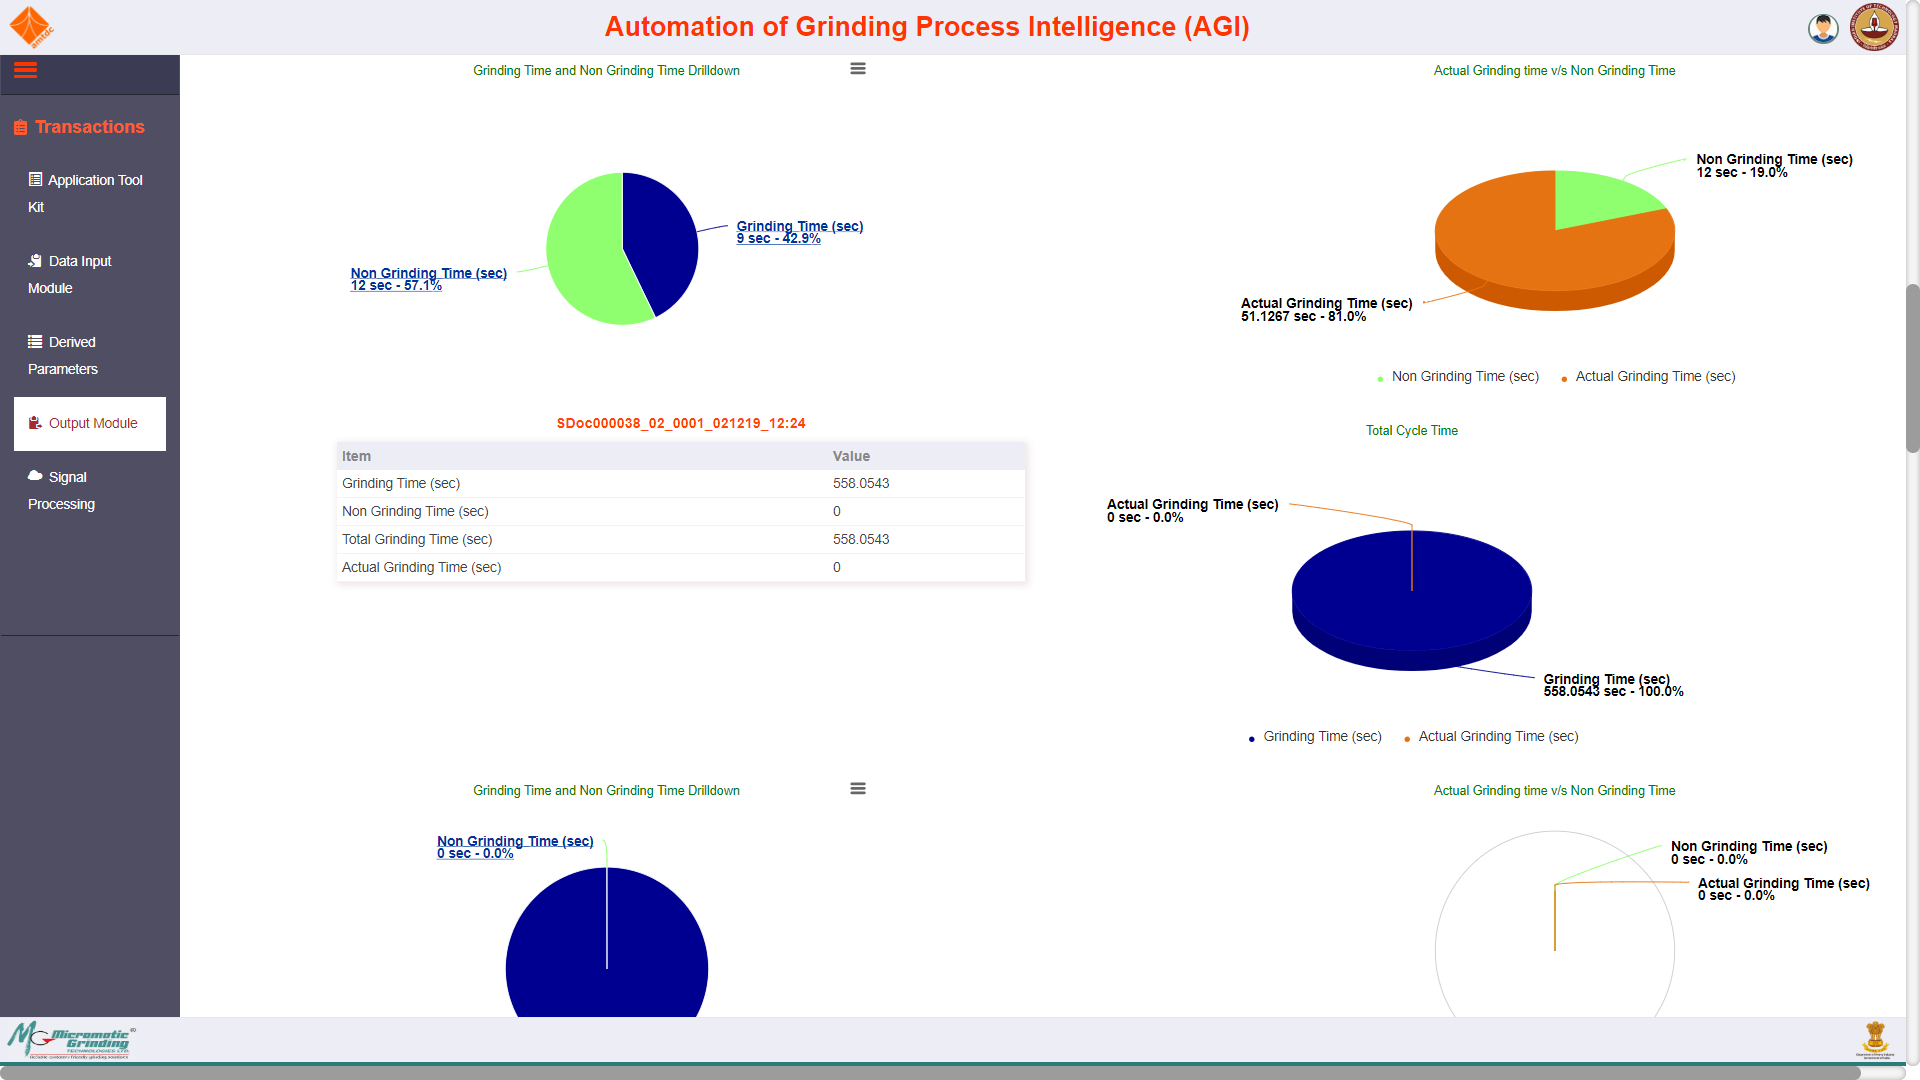 Automation of Grinding Process Intelligence (AGI)
amtdc
Transactions
Application Tool
Kit
Data Input
Module
Derived
Parameters
Output Module
Signal
Processing
Grinding Time and Non Grinding Time Drilldown
Grinding Time (sec)
9 sec - 42.9%
Non Grinding Time (sec)
12 sec - 57.1%
Actual Grinding time v/s Non Grinding Time
Non Grinding Time (sec)
12 sec - 19.0%
Actual Grinding Time (sec)
51.1267 sec - 81.0%
Non Grinding Time (sec) Actual Grinding Time (sec)
SDoc000038_02_0001_021219_12:24
Item Value
Grinding Time (sec) 558.0543
Non Grinding Time (sec) 0
Total Grinding Time (sec) 558.0543
Actual Grinding Time (sec) 0
Total Cycle Time
Actual Grinding Time (sec)
0 sec - 0.0%
Grinding Time (sec)
558.0543 sec - 100.0%
Grinding Time (sec) Actual Grinding Time (sec)
Grinding Time and Non Grinding Time Drilldown
Non Grinding Time (sec)
0 sec - 0.0%
Actual Grinding time v/s Non Grinding Time
Non Grinding Time (sec)
0 sec - 0.0%
Actual Grinding Time (sec)
0 sec - 0.0%
Micromatic
Grinding
TECHNOLOGIES LTD.